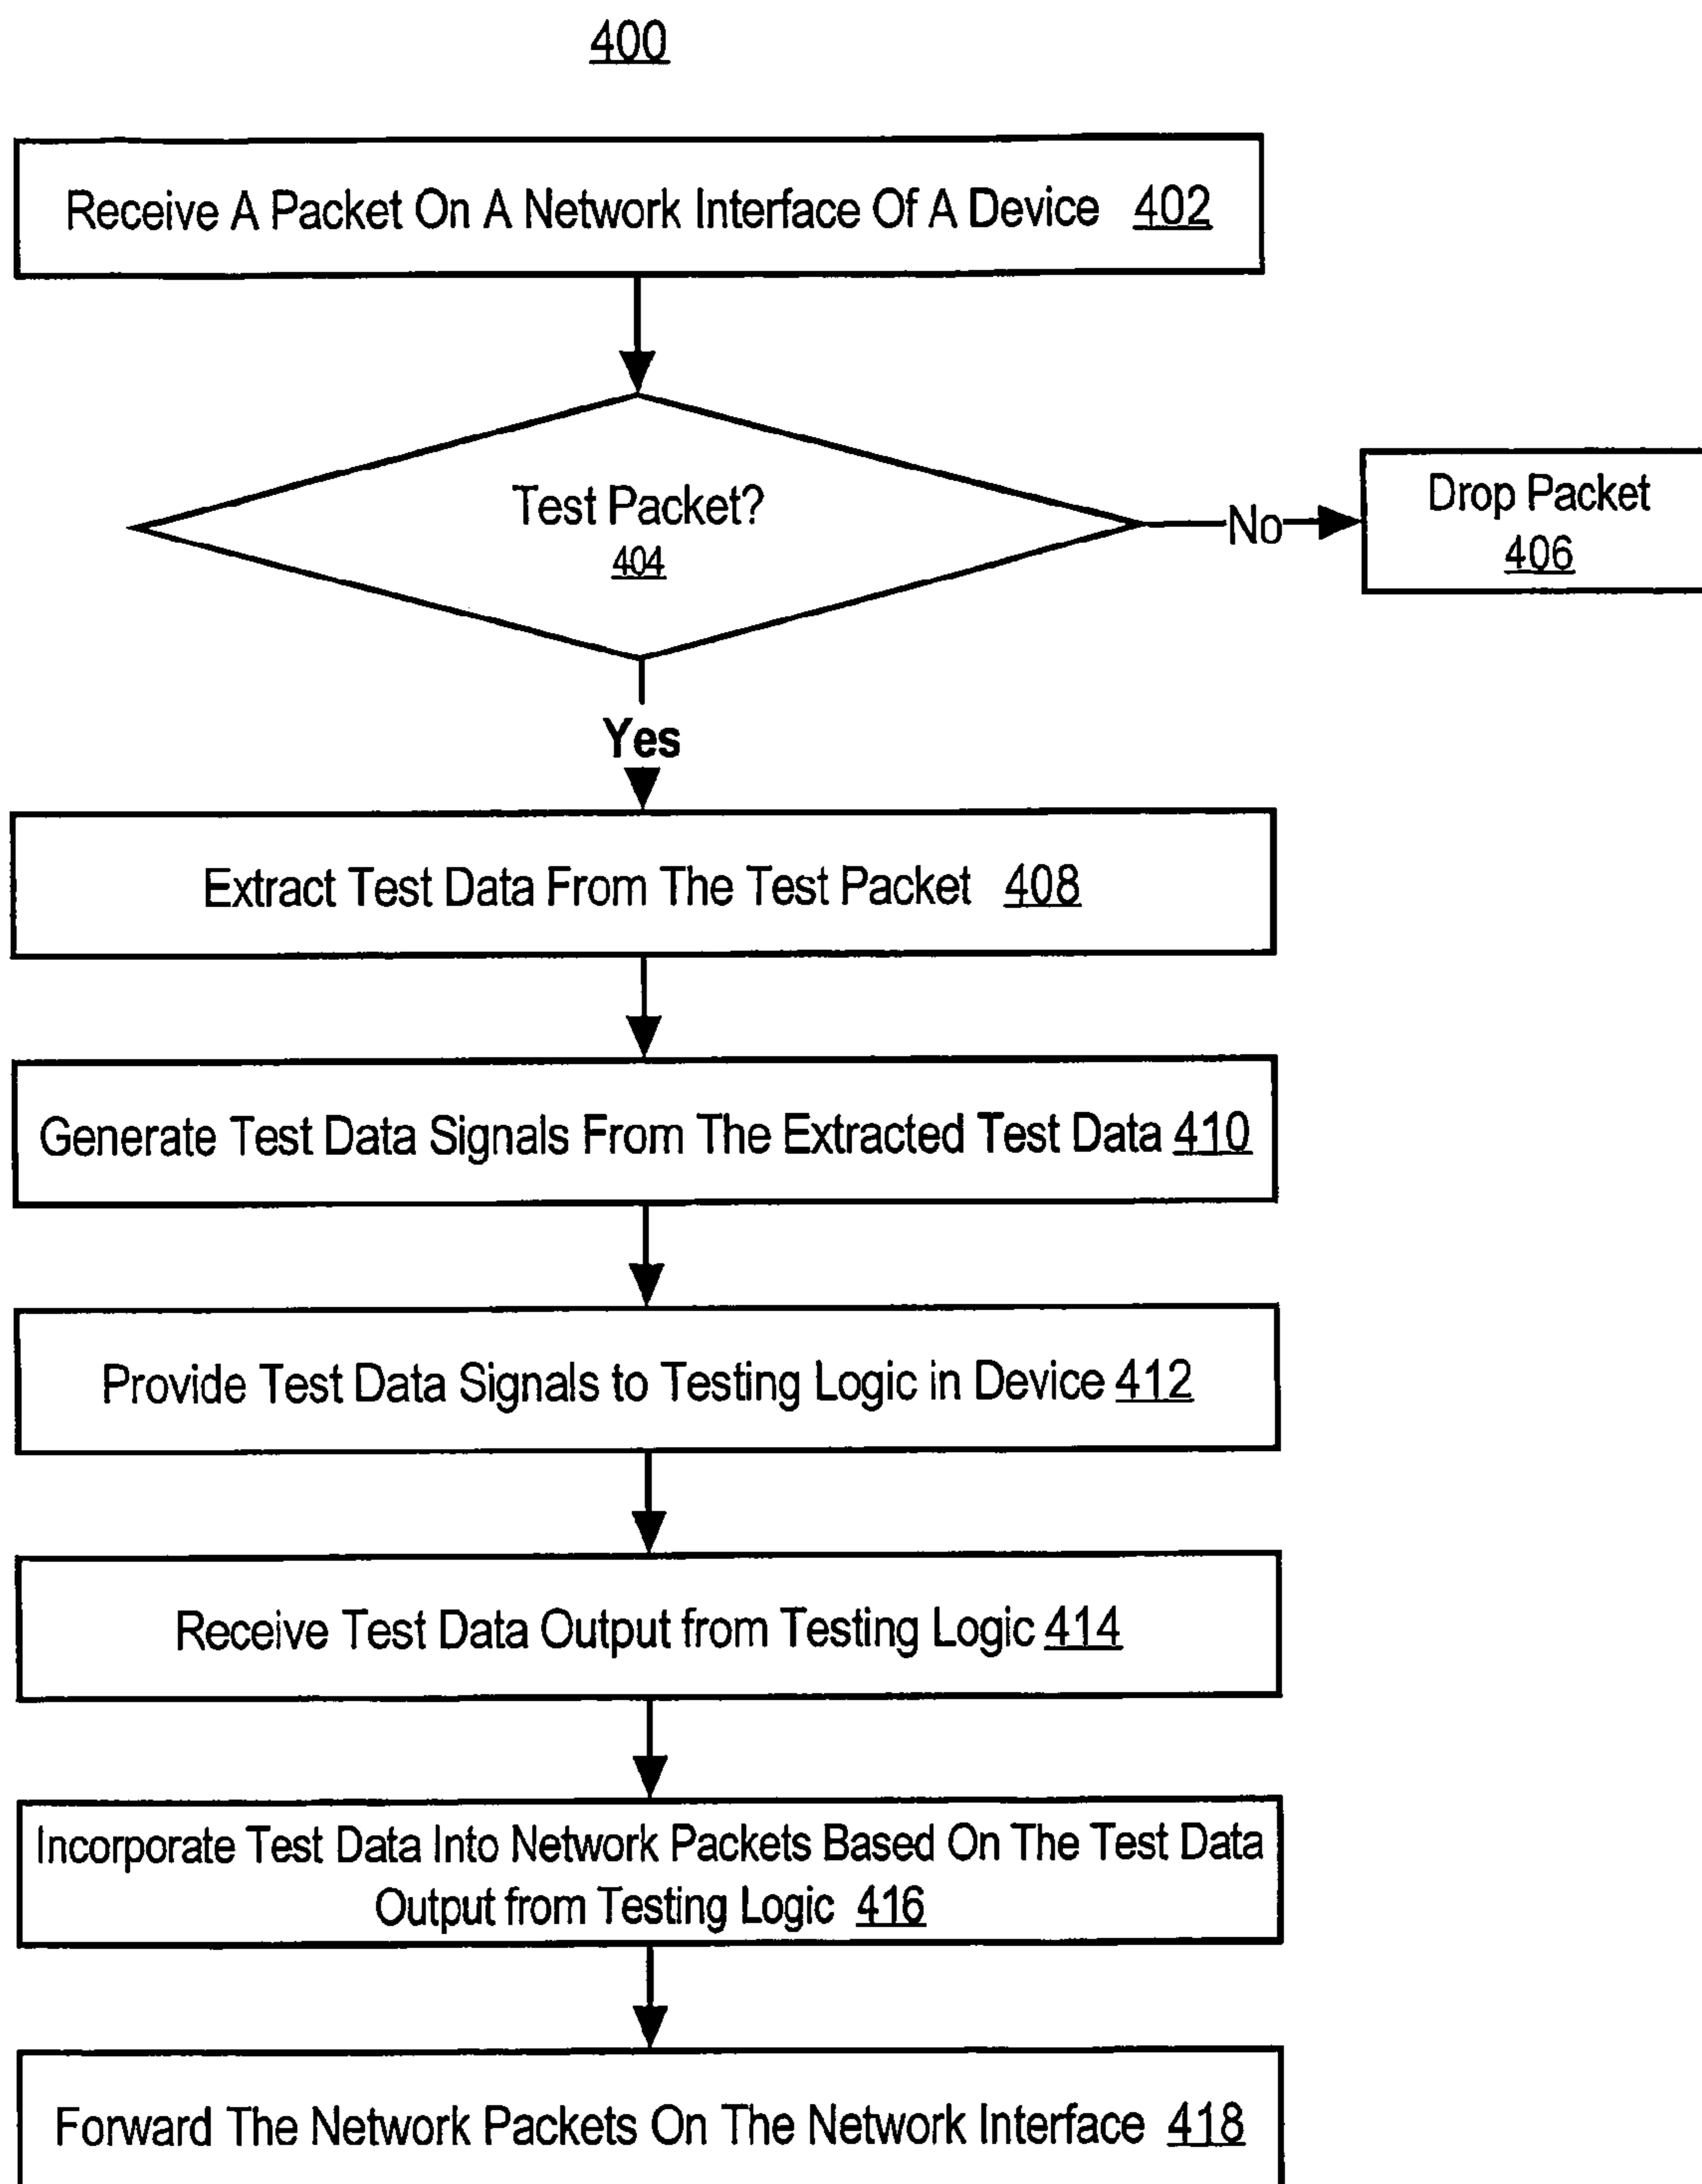 400
Receive A Packet On A Network Interface Of A Device 402
Test Packet?
404
No
Drop Packet
406
Yes
Extract Test Data From The Test Packet 408
Generate Test Data Signals From The Extracted Test Data 410
Provide Test Data Signals to Testing Logic in Device 412
Receive Test Data Output from Testing Logic 414
Incorporate Test Data Into Network Packets Based On The Test Data
Output from Testing Logic 416
Forward The Network Packets On The Network Interface 418